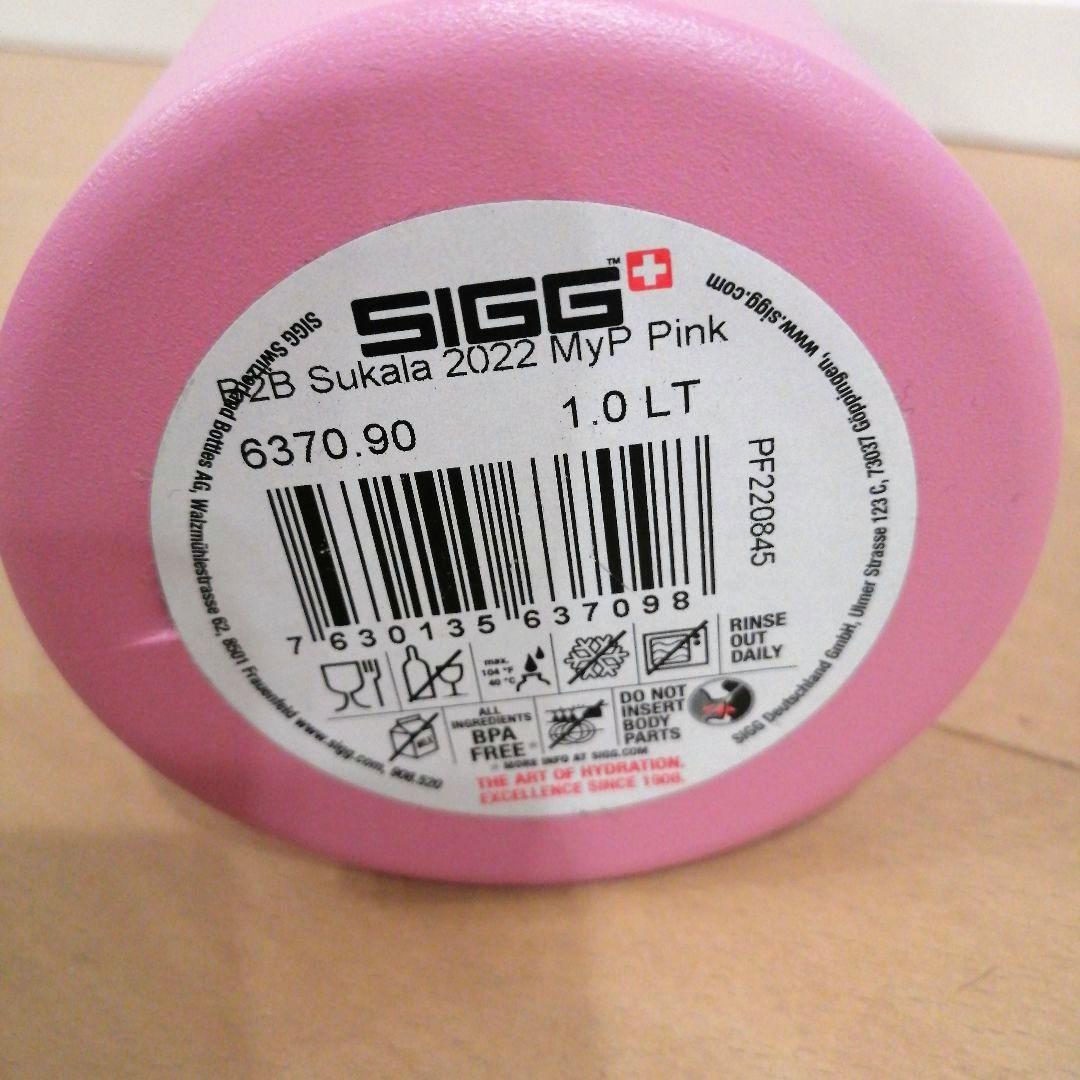 SIGG™
B2B Sukala 2022 MyP Pink
6370.90
1.0 LT
PF220845
7 630135 637098
max.
104 °F
40 °C
RINSE
OUT
DAILY
ALL
INGREDIENTS
BPA
FREE*
DO NOT
INSERT
BODY
PARTS
* MORE INFO AT SIGG.COM
THE ART OF HYDRATION.
EXCELLENCE SINCE 1908.
SIGG Switzerland Bottles AG, Walzmühlestrasse 62, 8501 Frauenfeld www.sigg.com, 908.520
SIGG Deutschland GmbH, Ulmer Strasse 123 C, 73037 Göppingen, www.sigg.com